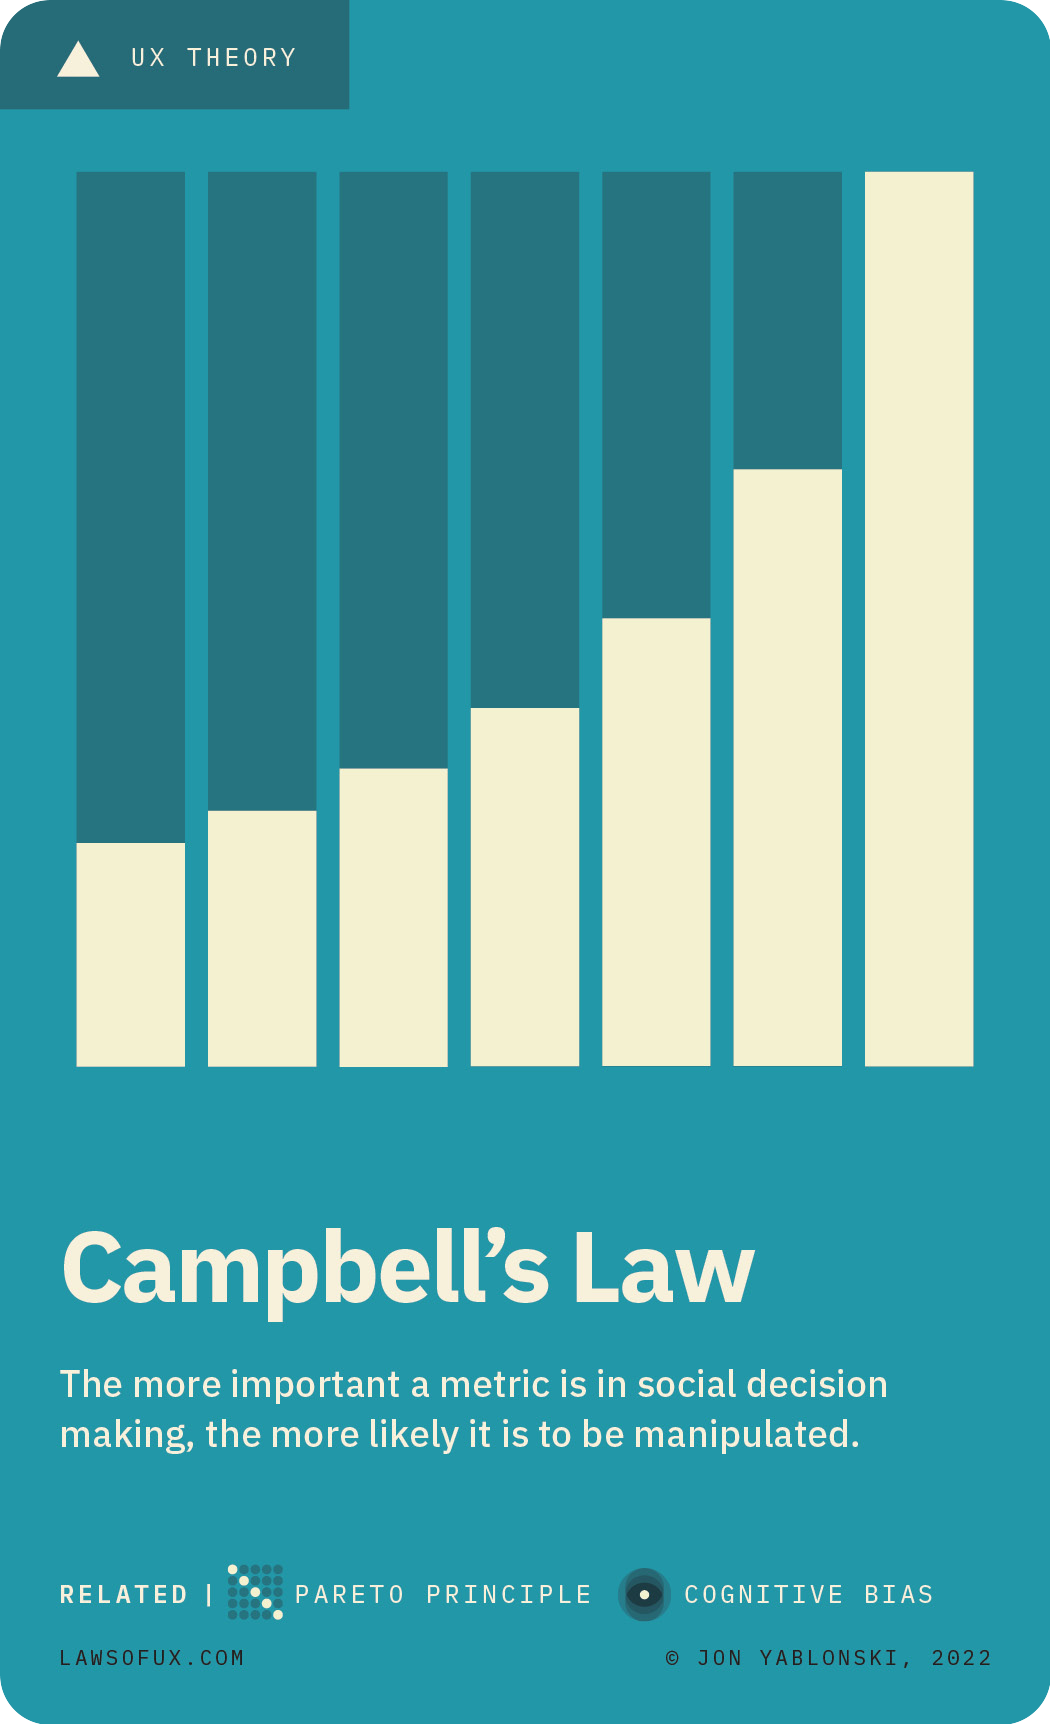 UX THEORY
Campbell’s Law
The more important a metric is in social decision
making, the more likely it is to be manipulated.
RELATED | PARETO PRINCIPLE COGNITIVE BIAS
LAWSOFUX.COM © JON YABLONSKI, 2022